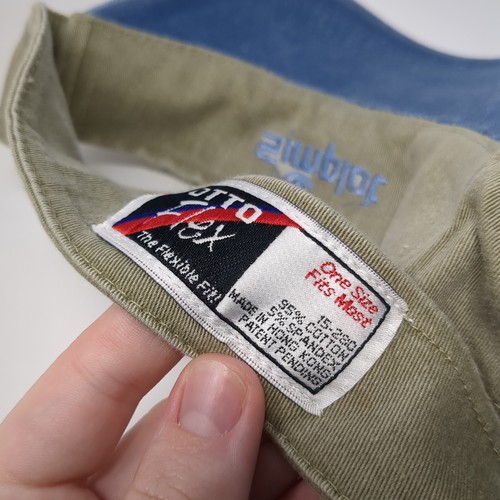 OTTO
Flex
The Flexible Fit!
One Size
Fits Most
15-280
95% COTTON
5% SPANDEX
MADE IN HONG KONG
PATENT PENDING